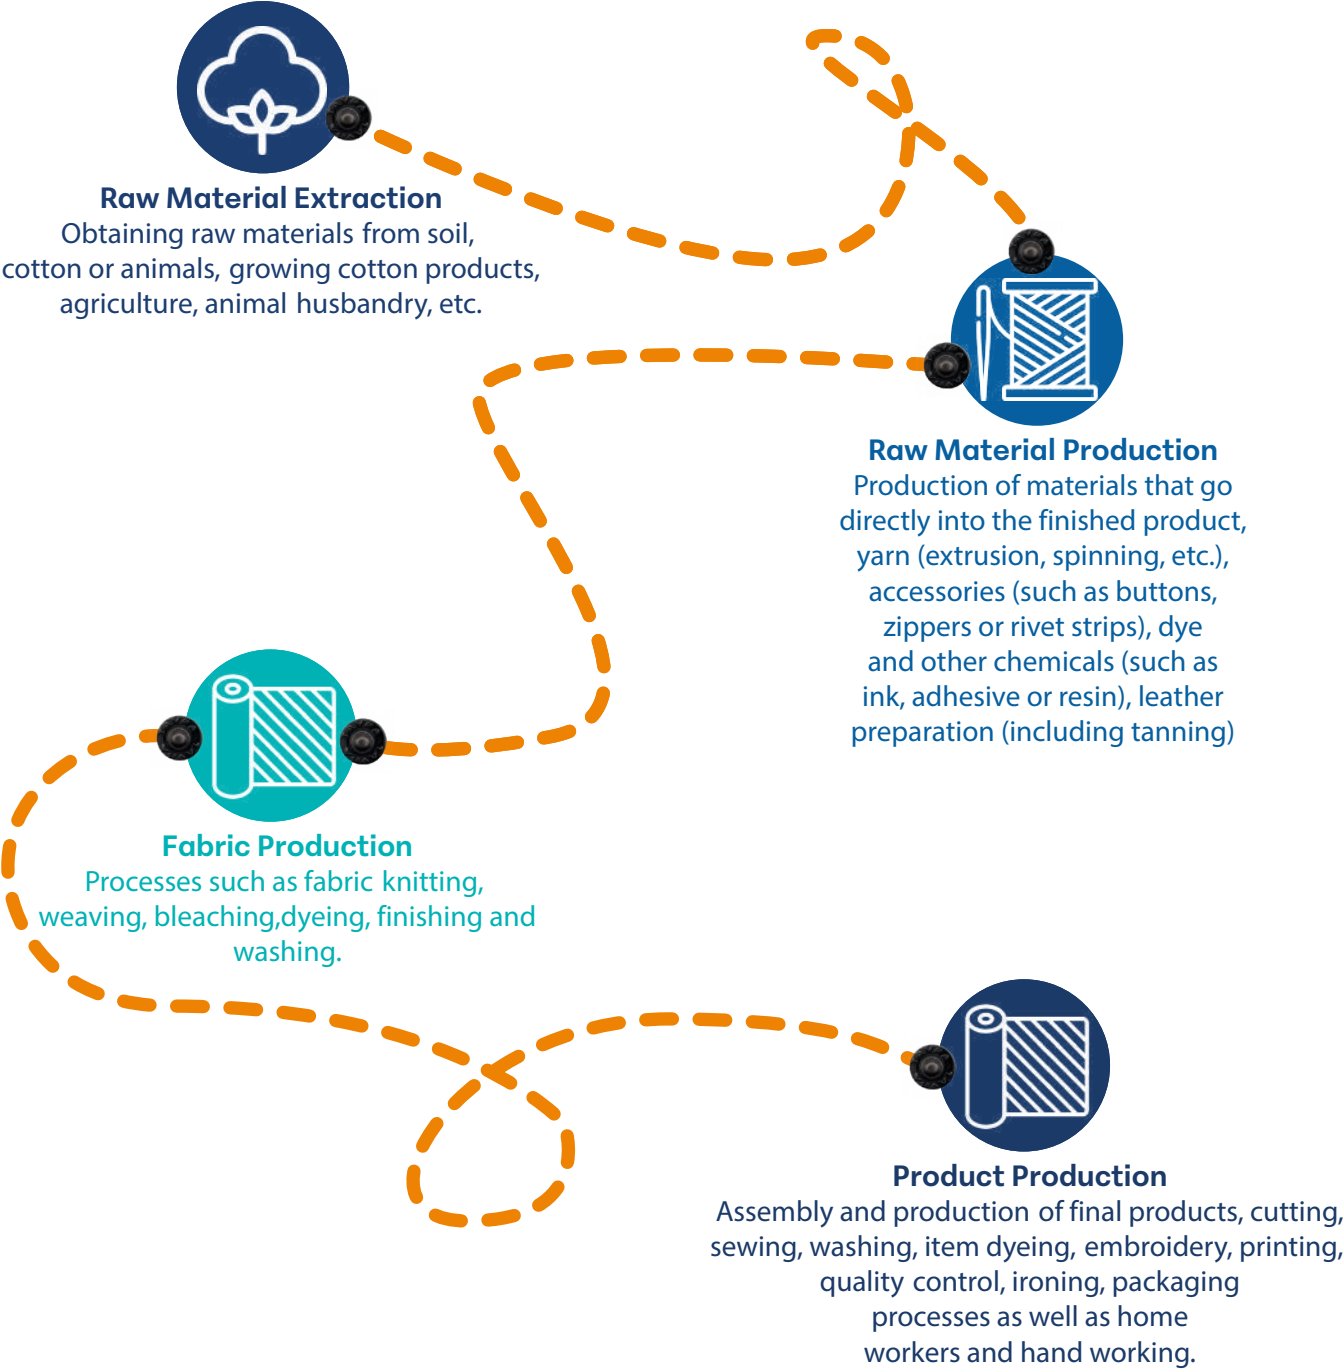 Raw Material Extraction
Obtaining raw materials from soil,
cotton or animals, growing cotton products,
agriculture, animal husbandry, etc.
Raw Material Production
Production of materials that go
directly into the finished product,
yarn (extrusion, spinning, etc.),
accessories (such as buttons,
zippers or rivet strips), dye
and other chemicals (such as
ink, adhesive or resin), leather
preparation (including tanning)
Fabric Production
Processes such as fabric knitting,
weaving, bleaching,dyeing, finishing and
washing.
Product Production
Assembly and production of final products, cutting,
sewing, washing, item dyeing, embroidery, printing,
quality control, ironing, packaging
processes as well as home
workers and hand working.